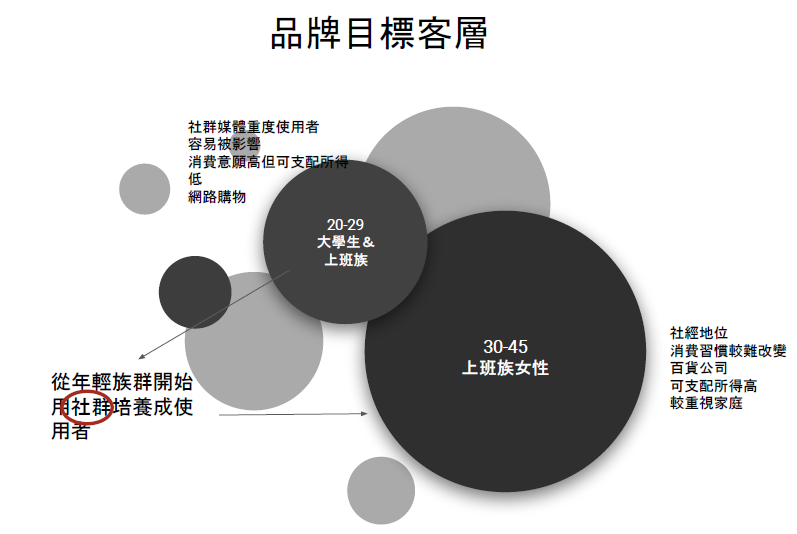 品牌目標客層
社群媒體重度使用者
容易被影響
消費意願高但可支配所得
低
網路購物
20-29
大學生&
上班族
30-45
上班族女性
社經地位
消費習慣較難改變
百貨公司
可支配所得高
較重視家庭
從年輕族群開始
用社群培養成使
用者